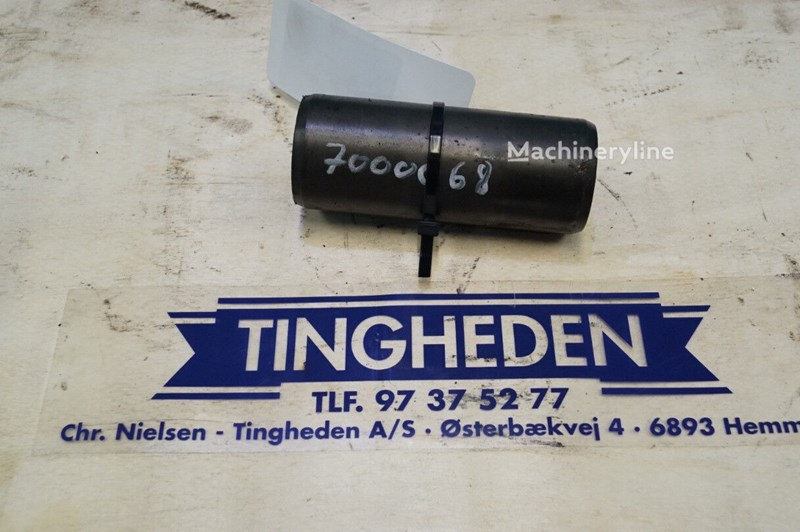 Machineryline
7000068
TINGHEDEN
TLF. 97 37 52 77
Chr. Nielsen - Tingheden A/S · Østerbækvej 4 · 6893 Hemm